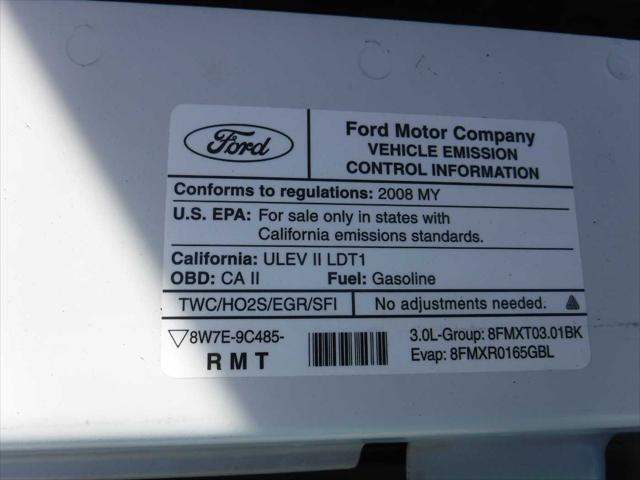 Ford
Ford Motor Company
VEHICLE EMISSION
CONTROL INFORMATION
Conforms to regulations: 2008 MY
U.S. EPA: For sale only in states with
California emissions standards.
California: ULEV II LDT1
OBD: CA II Fuel: Gasoline
TWC/HO2S/EGR/SFI No adjustments needed.
8W7E-9C485-
RMT
3.0L-Group: 8FMXT03.01BK
Evap: 8FMXR0165GBL